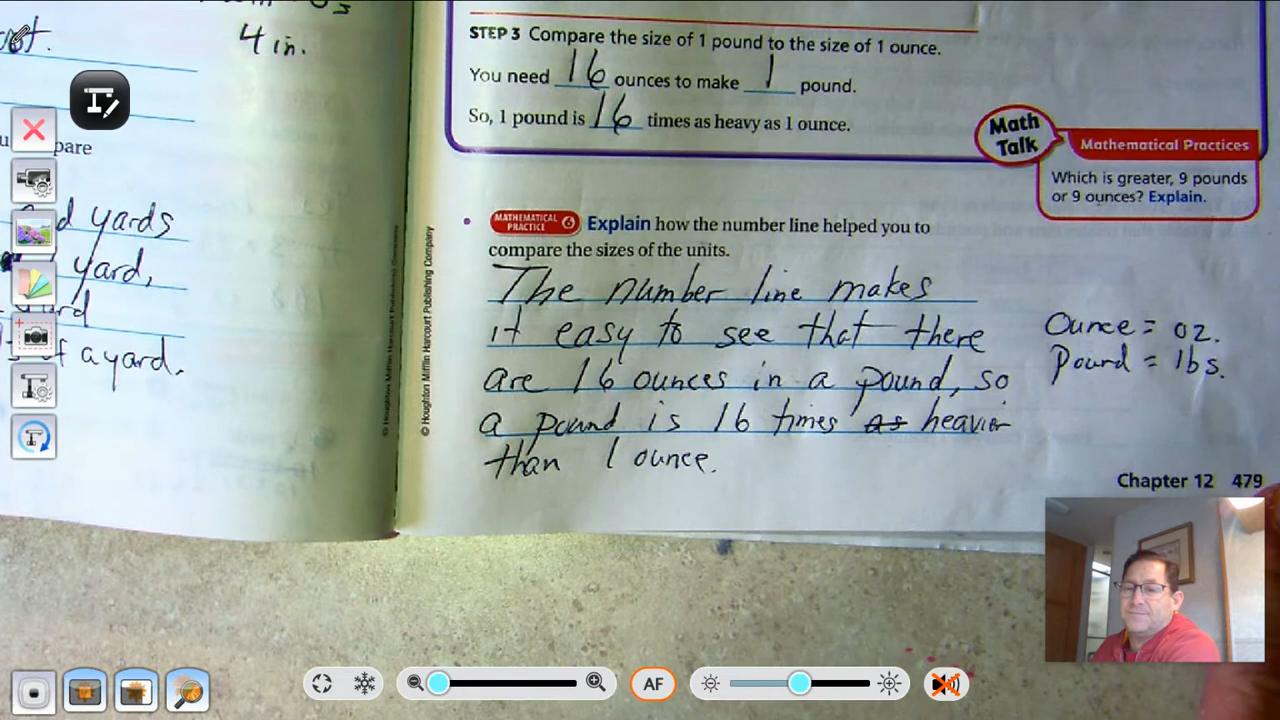 4 in.
STEP 3 Compare the size of 1 pound to the size of 1 ounce.
You need 16 ounces to make 1 pound.
So, 1 pound is 16 times as heavy as 1 ounce.
Math
Talk
Mathematical Practices
Which is greater, 9 pounds
or 9 ounces? Explain.
pare
yards
yard,
of a yard.
MATHEMATICAL
PRACTICE 6 Explain how the number line helped you to
compare the sizes of the units.
The number line makes
it easy to see that there
are 16 ounces in a pound, so
a pound is 16 times as heavier
than 1 ounce.
Ounce = oz.
Pound = lbs.
© Houghton Mifflin Harcourt Publishing Company
© Houghton Mifflin Harcourt Publishing Company
Chapter 12 479
AF